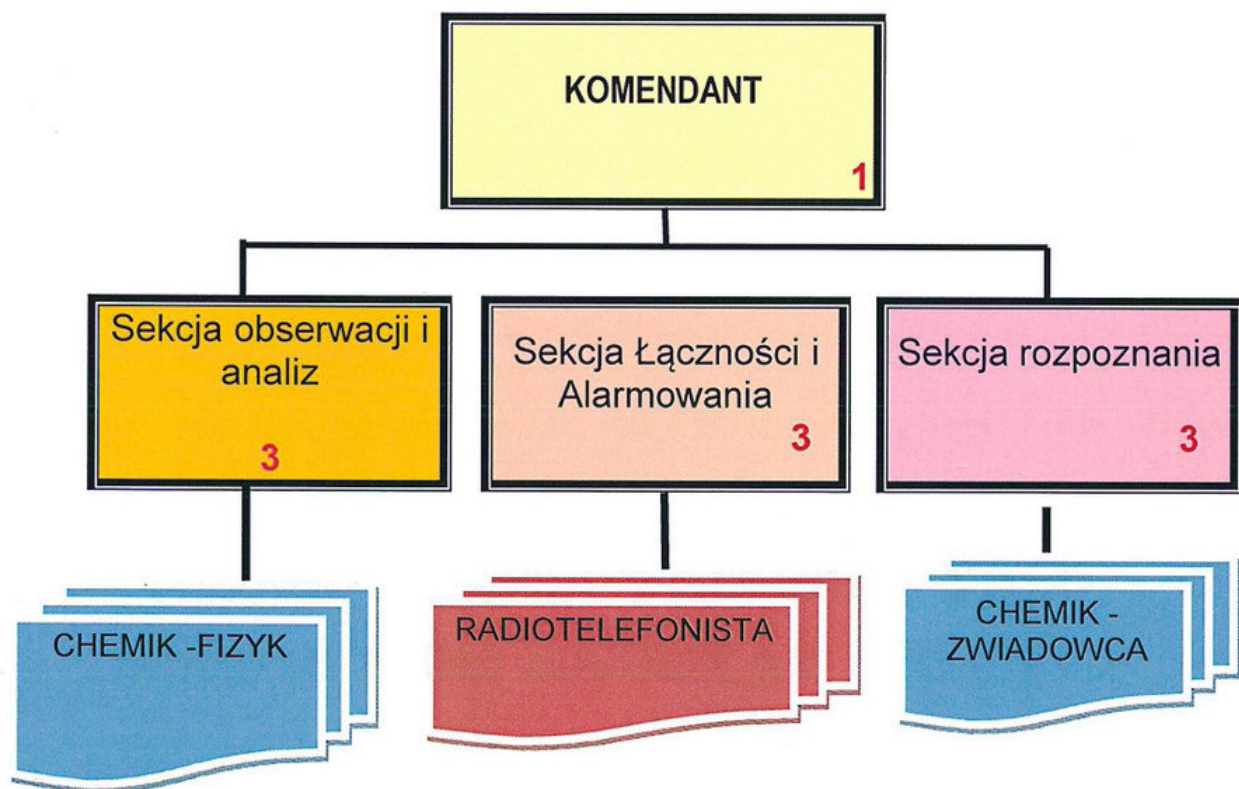 KOMENDANT
1
Sekcja obserwacji i
analiz
3
Sekcja Łączności i
Alarmowania
3
Sekcja rozpoznania
3
CHEMIK -FIZYK
RADIOTELEFONISTA
CHEMIK -
ZWIADOWCA